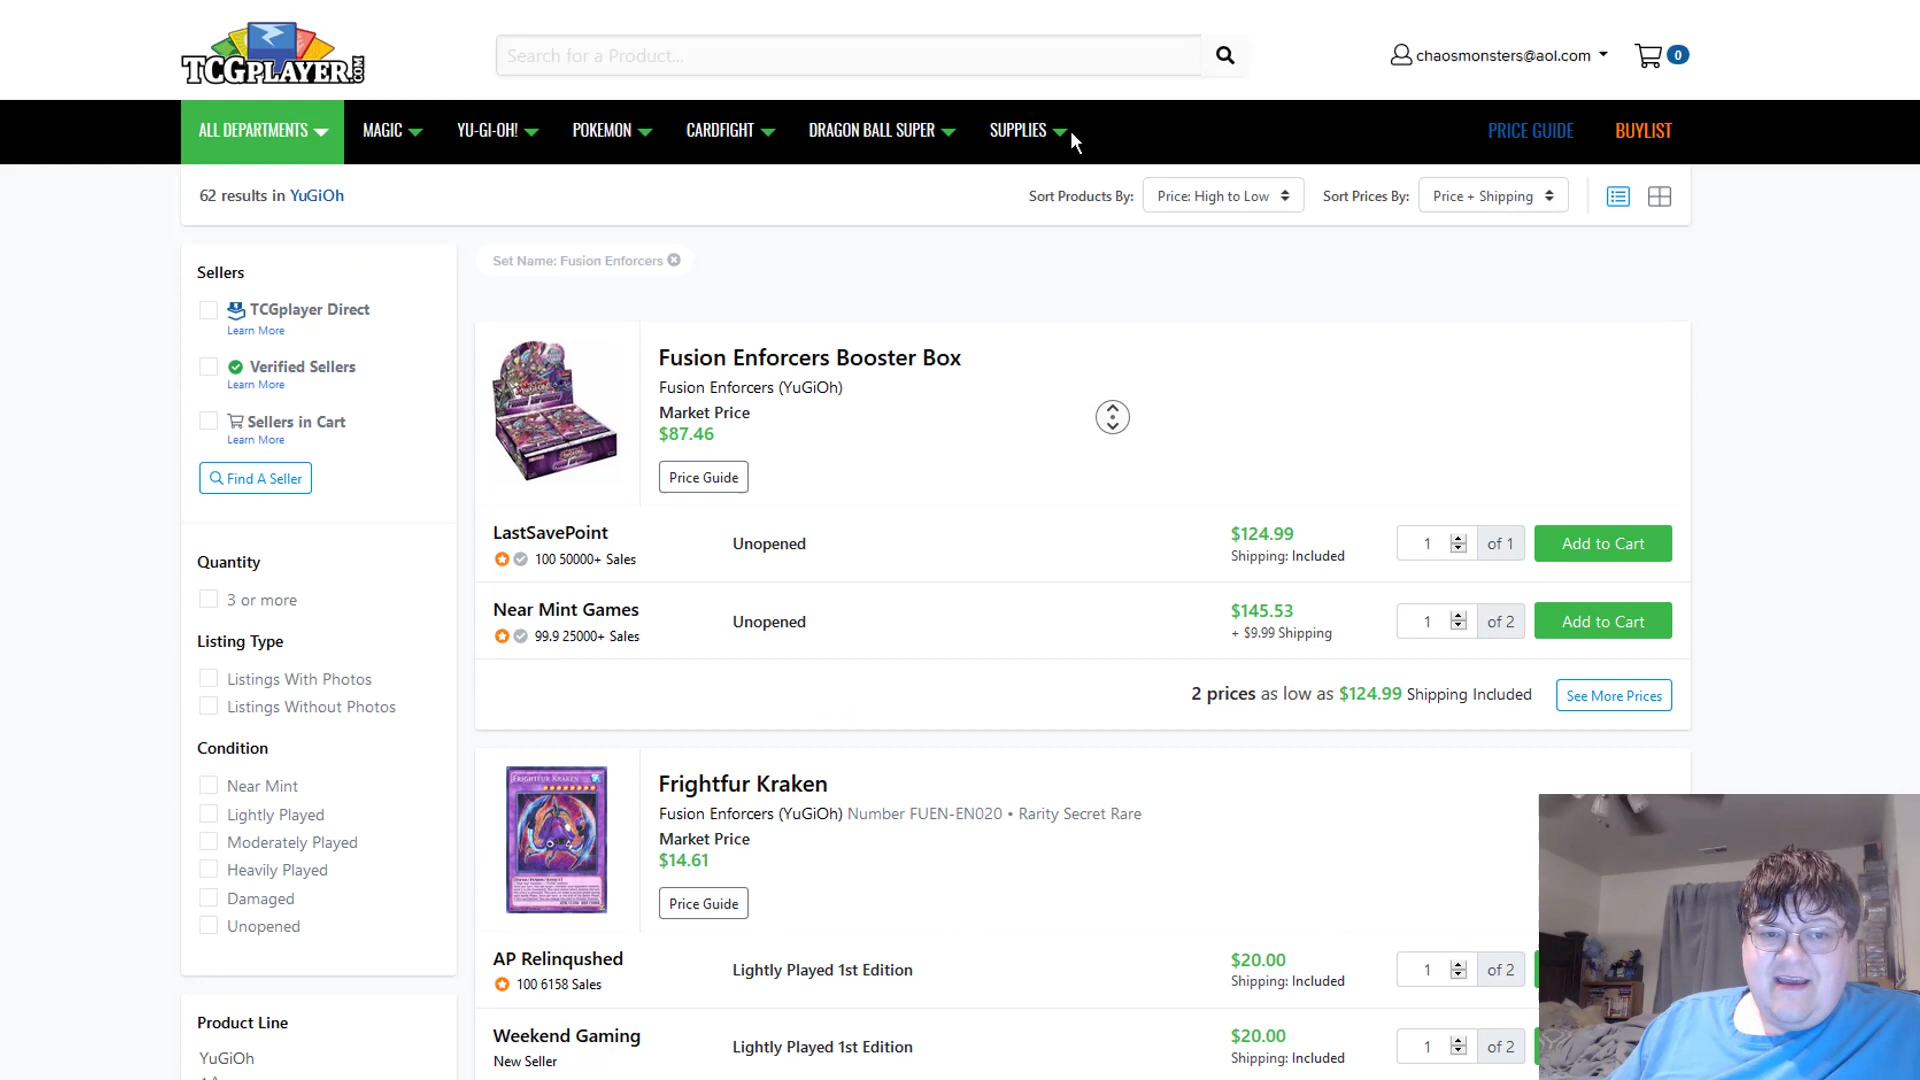 TCGPLAYER.COM
Search for a Product...
chaosmonsters@aol.com
0
ALL DEPARTMENTS
MAGIC
YU-GI-OH!
POKEMON
CARDFIGHT
DRAGON BALL SUPER
SUPPLIES
PRICE GUIDE
BUYLIST
62 results in YuGiOh
Sort Products By:
Price: High to Low
Sort Prices By:
Price + Shipping
Set Name: Fusion Enforcers
Sellers
TCGplayer Direct
Learn More
Verified Sellers
Learn More
Sellers in Cart
Learn More
Find A Seller
Quantity
3 or more
Listing Type
Listings With Photos
Listings Without Photos
Condition
Near Mint
Lightly Played
Moderately Played
Heavily Played
Damaged
Unopened
Product Line
YuGiOh
Fusion Enforcers Booster Box
Fusion Enforcers (YuGiOh)
Market Price
$87.46
Price Guide
LastSavePoint
100 50000+ Sales
Unopened
$124.99
Shipping: Included
1
of 1
Add to Cart
Near Mint Games
99.9 25000+ Sales
Unopened
$145.53
+ $9.99 Shipping
1
of 2
Add to Cart
2 prices as low as $124.99 Shipping Included
See More Prices
FRIGHTFUR KRAKEN
Frightfur Kraken
Fusion Enforcers (YuGiOh) Number FUEN-EN020 • Rarity Secret Rare
Market Price
$14.61
Price Guide
AP Relinqushed
100 6158 Sales
Lightly Played 1st Edition
$20.00
Shipping: Included
1
of 2
Weekend Gaming
New Seller
Lightly Played 1st Edition
$20.00
Shipping: Included
1
of 2